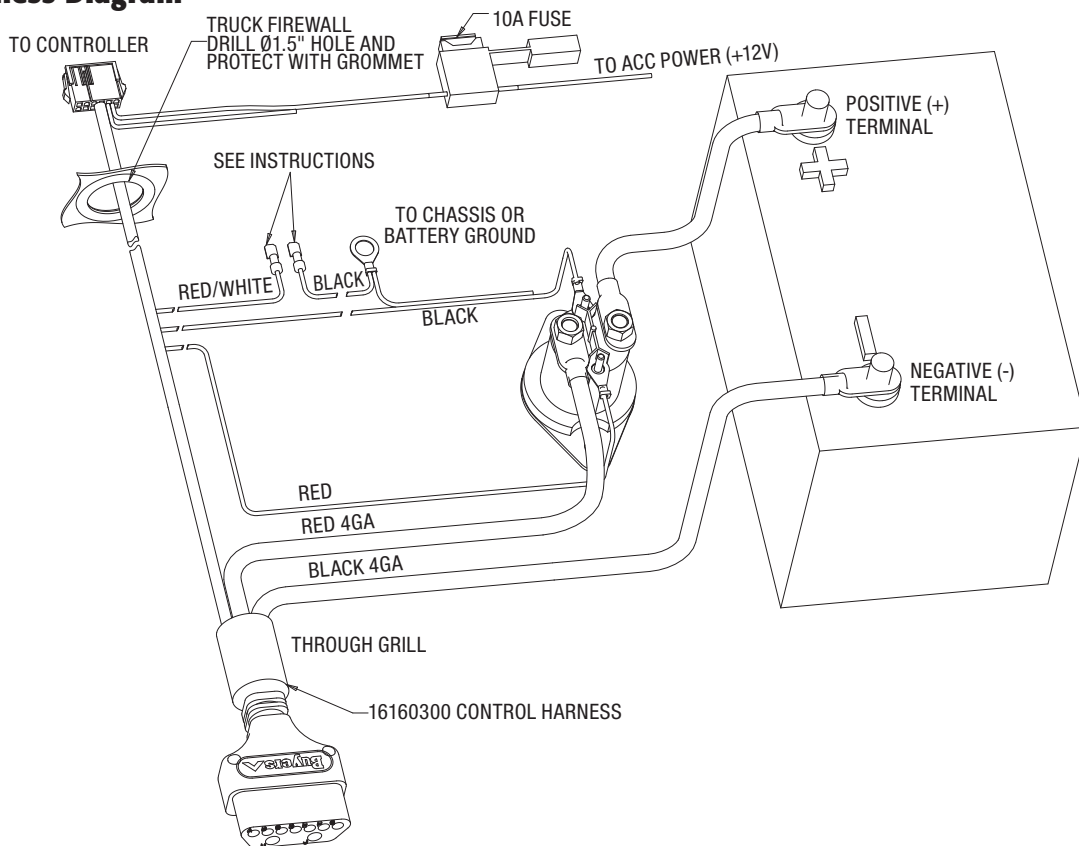 ness Diagram
TRUCK FIREWALL
DRILL Ø1.5" HOLE AND
PROTECT WITH GROMMET
TO CONTROLLER
10A FUSE
TO ACC POWER (+12V)
POSITIVE (+)
TERMINAL
SEE INSTRUCTIONS
TO CHASSIS OR
BATTERY GROUND
RED/WHITE
BLACK
BLACK
NEGATIVE (-)
TERMINAL
RED
RED 4GA
BLACK 4GA
THROUGH GRILL
16160300 CONTROL HARNESS
Buyers